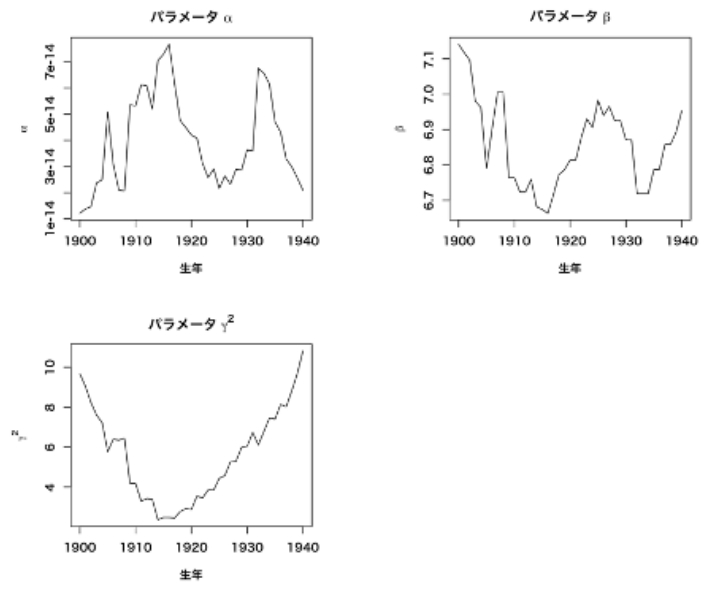 パラメータ α
α
1e-14 3e-14 5e-14 7e-14
1900 1910 1920 1930 1940
生年
パラメータ β
β
6.7 6.8 6.9 7.0 7.1
1900 1910 1920 1930 1940
生年
パラメータ γ²
γ²
4 6 8 10
1900 1910 1920 1930 1940
生年